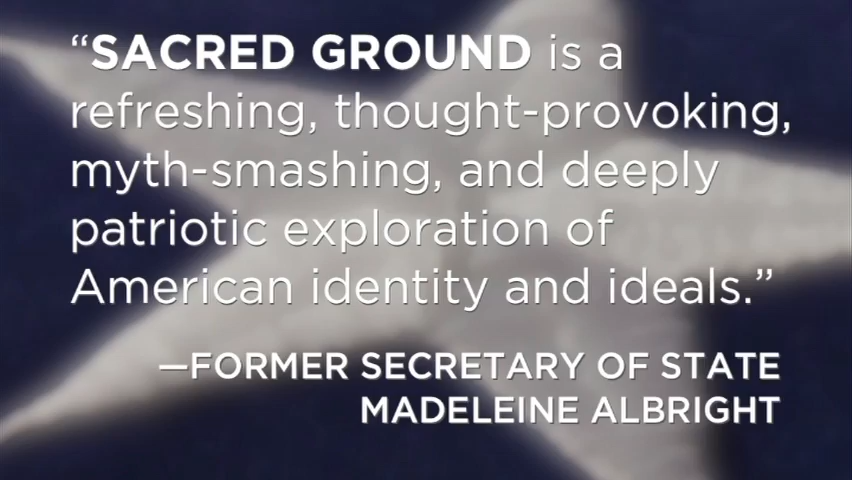 “SACRED GROUND is a
refreshing, thought-provoking,
myth-smashing, and deeply
patriotic exploration of
American identity and ideals.”
—FORMER SECRETARY OF STATE
MADELEINE ALBRIGHT